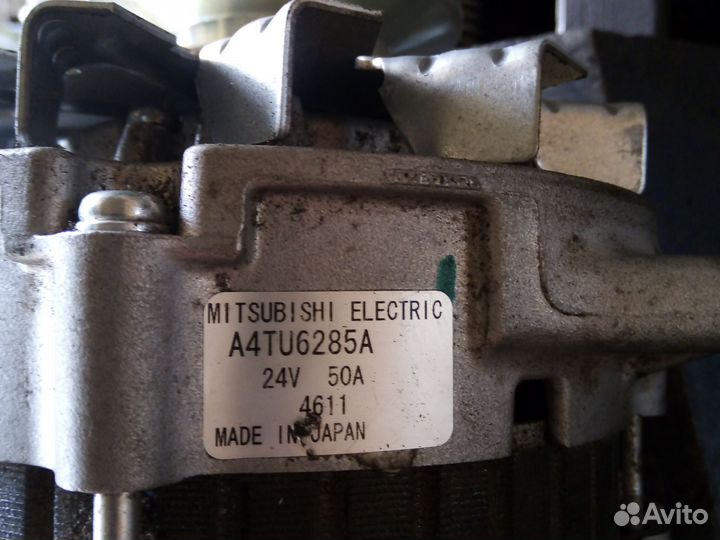 MITSUBISHI ELECTRIC
A4TU6285A
24V 50A
4611
MADE IN JAPAN
Avito